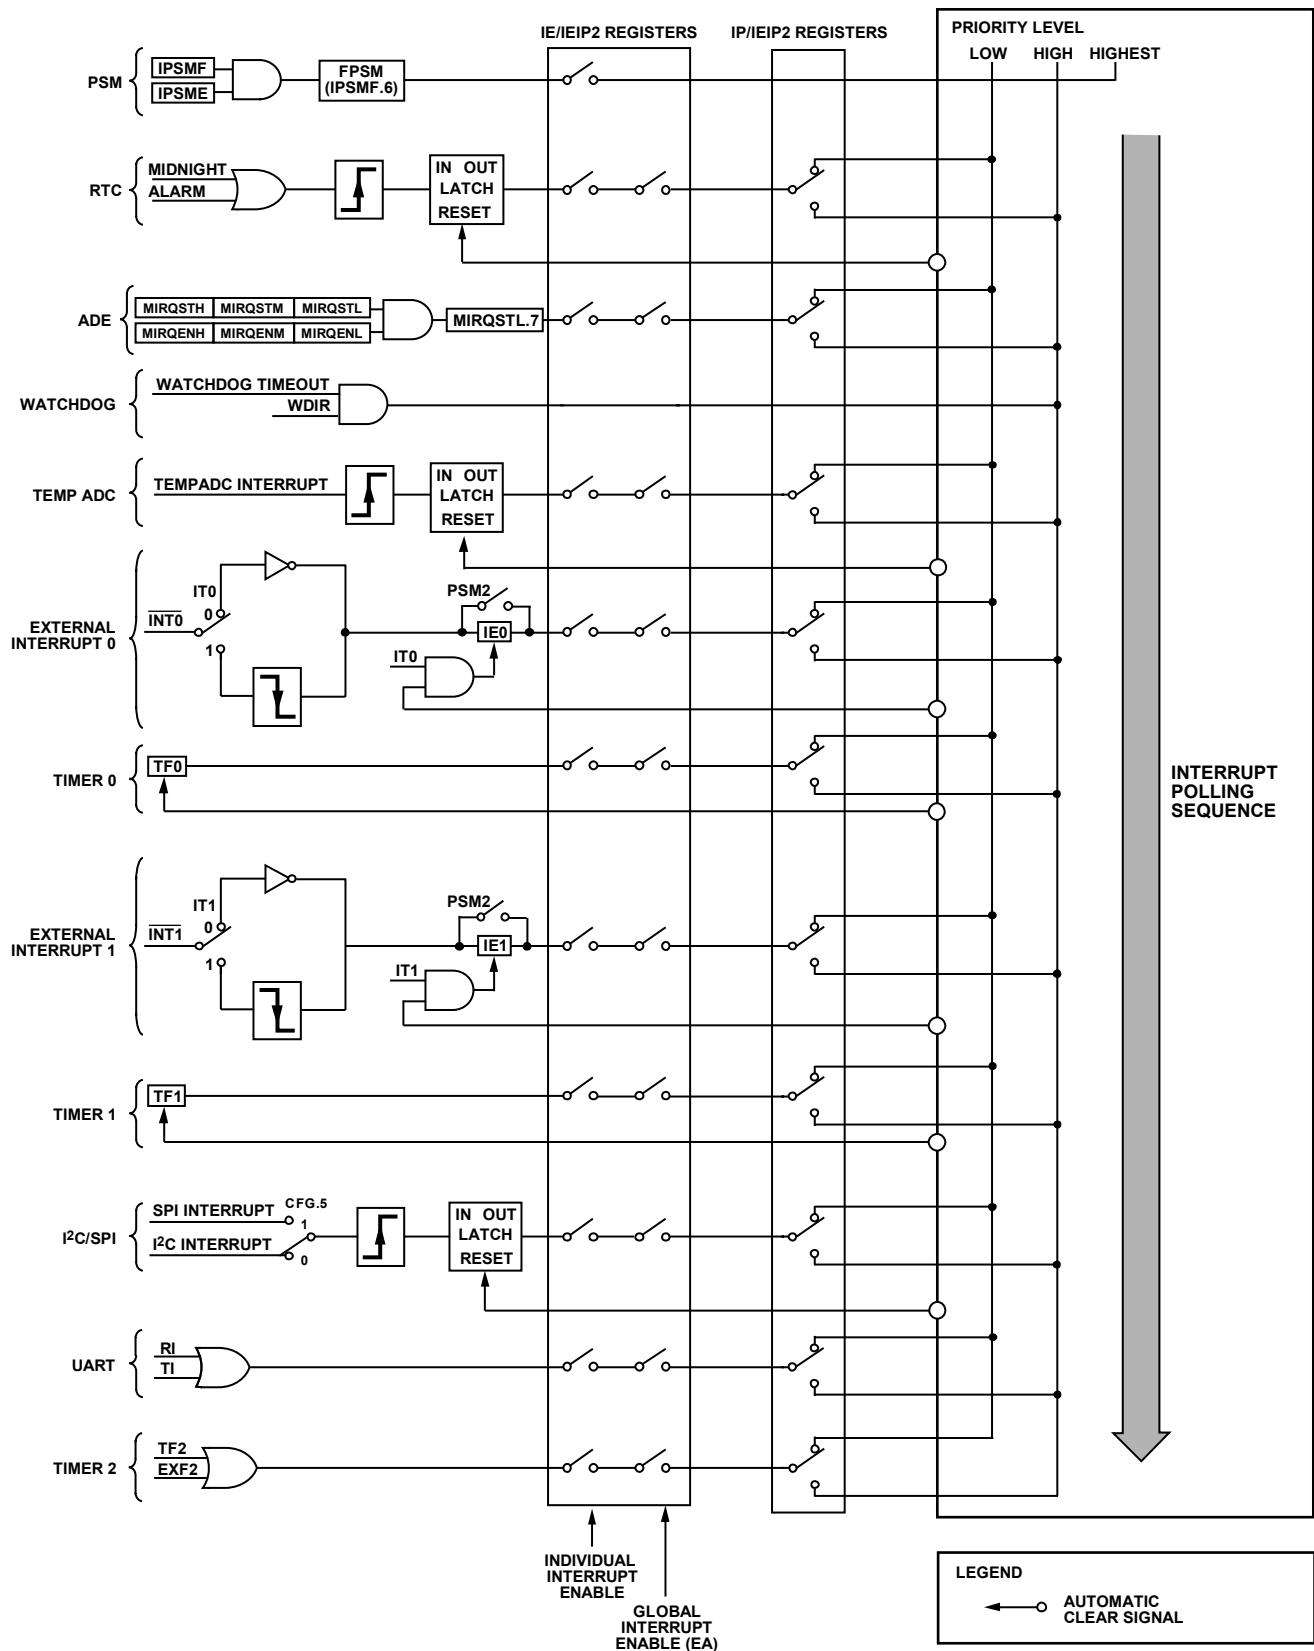 IE/IEIP2 REGISTERS
IP/IEIP2 REGISTERS
PRIORITY LEVEL
LOW HIGH HIGHEST
PSM
IPSMF
IPSME
FPSM
(IPSMF.6)
RTC
MIDNIGHT
ALARM
IN OUT
LATCH
RESET
ADE
MIRQSTH MIRQSTM MIRQSTL
MIRQENH MIRQENM MIRQENL
MIRQSTL.7
WATCHDOG
WATCHDOG TIMEOUT
WDIR
TEMP ADC
TEMPADC INTERRUPT
IN OUT
LATCH
RESET
EXTERNAL
INTERRUPT 0
INT0
IT0
0
1
PSM2
IE0
IT0
TIMER 0
TF0
INTERRUPT
POLLING
SEQUENCE
EXTERNAL
INTERRUPT 1
INT1
IT1
0
1
PSM2
IE1
IT1
TIMER 1
TF1
I2C/SPI
SPI INTERRUPT
I2C INTERRUPT
CFG.5
1
0
IN OUT
LATCH
RESET
UART
RI
TI
TIMER 2
TF2
EXF2
INDIVIDUAL
INTERRUPT
ENABLE
GLOBAL
INTERRUPT
ENABLE (EA)
LEGEND
AUTOMATIC
CLEAR SIGNAL